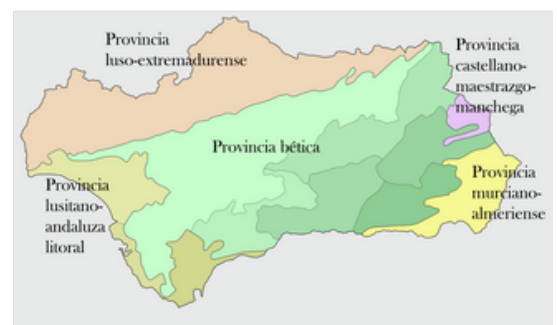 Provincia
luso-extremadurense
Provincia
castellano-
maestrazgo-
manchega
Provincia bética
Provincia
lusitano-
andaluza
litoral
Provincia
murciano-
almeriense